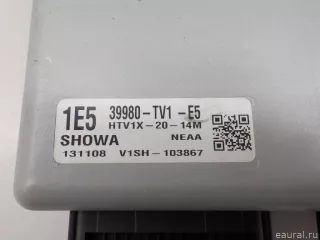 1E5 39980-TV1 -E5
HTV1X-20-14M
SHOWA NEAA
131108 V1SH-103867
eaural.ru